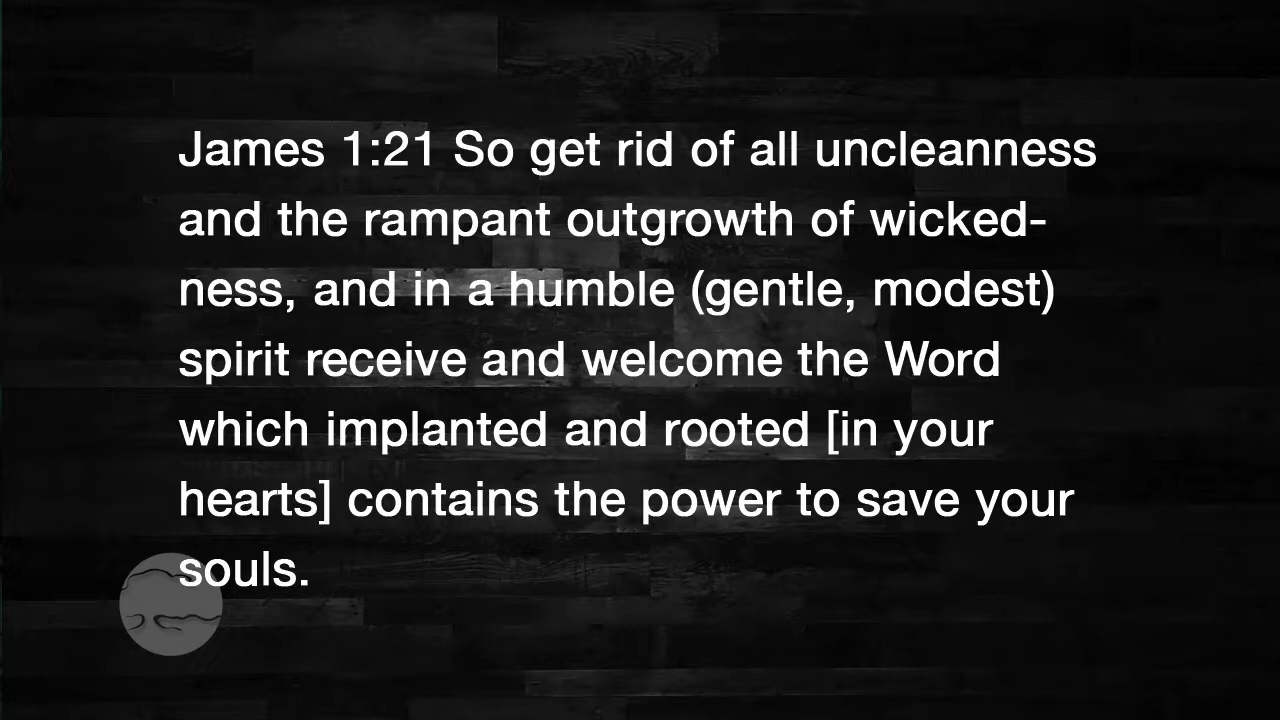 James 1:21 So get rid of all uncleanness
and the rampant outgrowth of wicked-
ness, and in a humble (gentle, modest)
spirit receive and welcome the Word
which implanted and rooted [in your
hearts] contains the power to save your
souls.